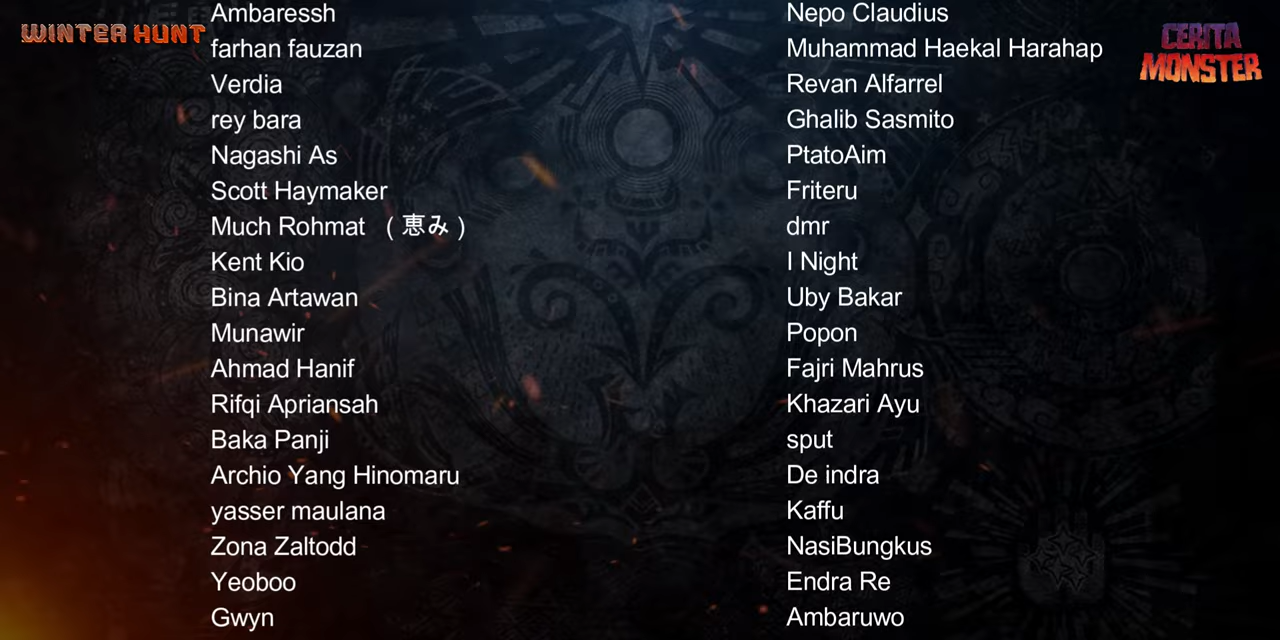 WINTER HUNT
CERITA
MONSTER
Ambaressh
farhan fauzan
Verdia
rey bara
Nagashi As
Scott Haymaker
Much Rohmat ( 恵み )
Kent Kio
Bina Artawan
Munawir
Ahmad Hanif
Rifqi Apriansah
Baka Panji
Archio Yang Hinomaru
yasser maulana
Zona Zaltodd
Yeoboo
Gwyn
Nepo Claudius
Muhammad Haekal Harahap
Revan Alfarrel
Ghalib Sasmito
PtatoAim
Friteru
dmr
I Night
Uby Bakar
Popon
Fajri Mahrus
Khazari Ayu
sput
De indra
Kaffu
NasiBungkus
Endra Re
Ambaruwo